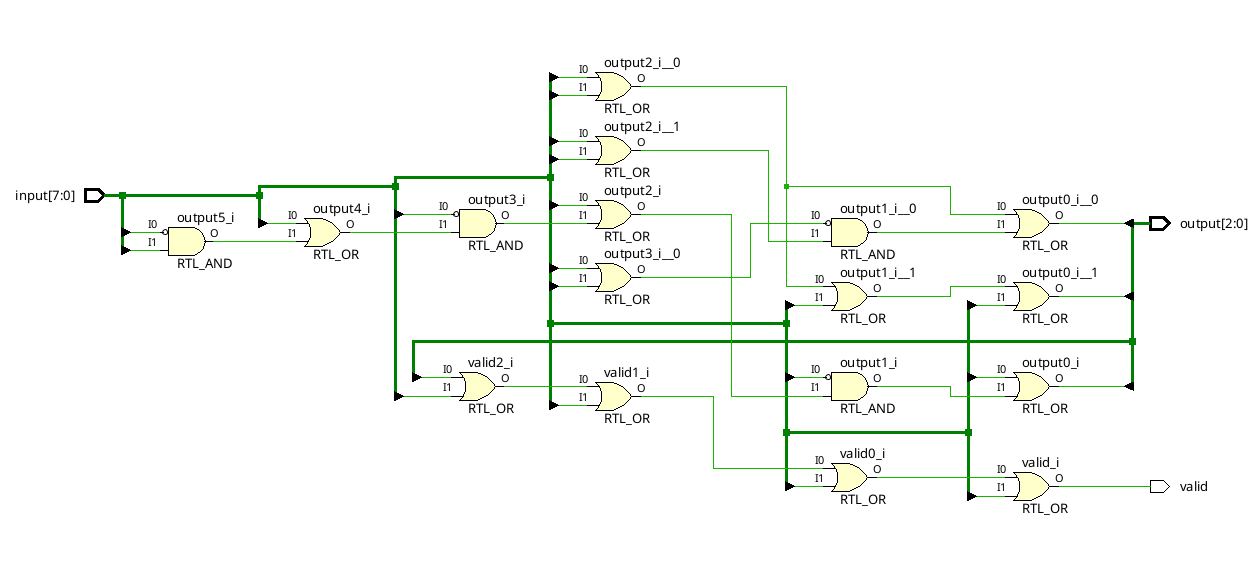 output2_i__0
I0
I1
O
RTL_OR
output2_i__1
I0
I1
O
RTL_OR
input[7:0]
output5_i
I0
I1
O
RTL_AND
output4_i
I0
I1
O
RTL_OR
output3_i
I0
I1
O
RTL_AND
output2_i
I0
I1
O
RTL_OR
output3_i__0
I0
I1
O
RTL_OR
output1_i__0
I0
I1
O
RTL_AND
output0_i__0
I0
I1
O
RTL_OR
output[2:0]
output1_i__1
I0
I1
O
RTL_OR
output0_i__1
I0
I1
O
RTL_OR
valid2_i
I0
I1
O
RTL_OR
valid1_i
I0
I1
O
RTL_OR
output1_i
I0
I1
O
RTL_AND
output0_i
I0
I1
O
RTL_OR
valid0_i
I0
I1
O
RTL_OR
valid_i
I0
I1
O
RTL_OR
valid